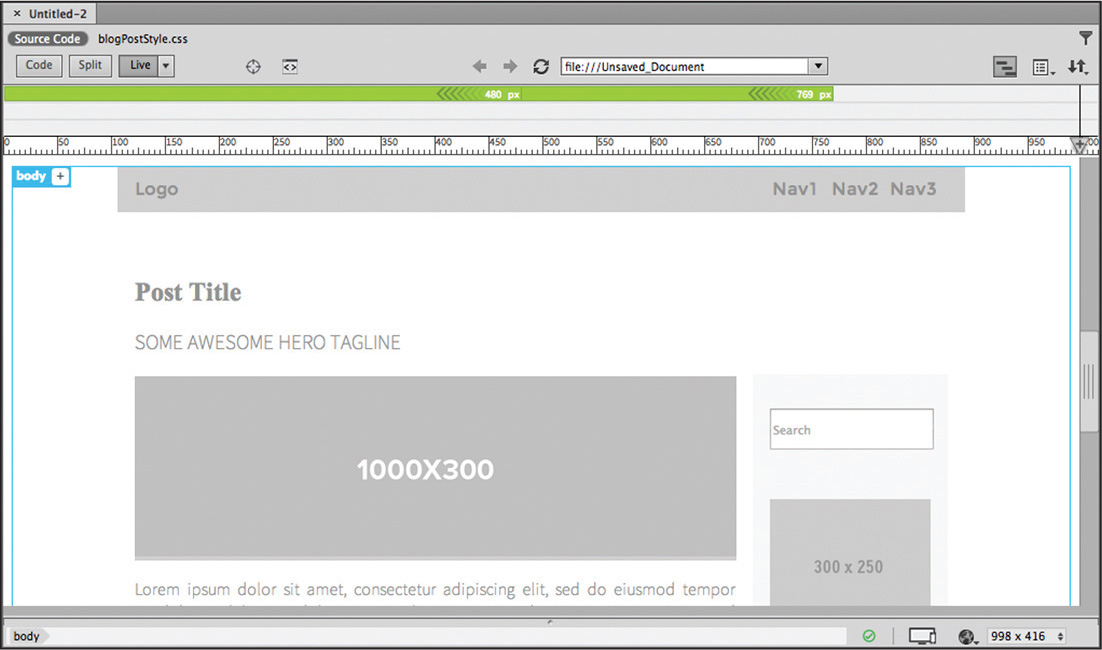 × Untitled-2
Source Code blogPostStyle.css
Code Split Live file:///Unsaved_Document
480 px 769 px
0 50 100 150 200 250 300 350 400 450 500 550 600 650 700 750 800 850 900 950 00
body +
Logo Nav1 Nav2 Nav3
Post Title
SOME AWESOME HERO TAGLINE
1000X300
Search
300 x 250
Lorem ipsum dolor sit amet, consectetur adipiscing elit, sed do eiusmod tempor
body 998 x 416